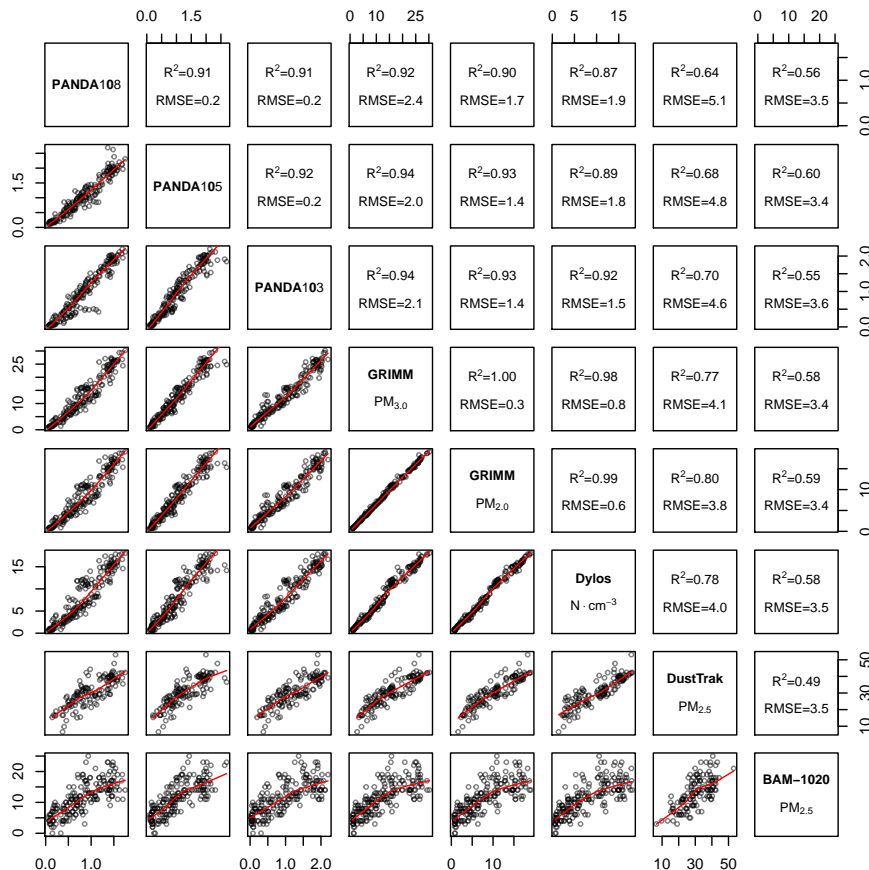 0.0 1.5 0 10 25 0 5 15 0 10 20
PANDA108 R²=0.91 R²=0.91 R²=0.92 R²=0.90 R²=0.87 R²=0.64 R²=0.56
RMSE=0.2 RMSE=0.2 RMSE=2.4 RMSE=1.7 RMSE=1.9 RMSE=5.1 RMSE=3.5
0.0 1.0
0.0 1.5
PANDA105 R²=0.92 R²=0.94 R²=0.93 R²=0.89 R²=0.68 R²=0.60
RMSE=0.2 RMSE=2.0 RMSE=1.4 RMSE=1.8 RMSE=4.8 RMSE=3.4
PANDA103 R²=0.94 R²=0.93 R²=0.92 R²=0.70 R²=0.55
RMSE=2.1 RMSE=1.4 RMSE=1.5 RMSE=4.6 RMSE=3.6
0.0 1.0 2.0
0 10 25
GRIMM R²=1.00 R²=0.98 R²=0.77 R²=0.58
PM₃.₀ RMSE=0.3 RMSE=0.8 RMSE=4.1 RMSE=3.4
GRIMM R²=0.99 R²=0.80 R²=0.59
PM₂.₀ RMSE=0.6 RMSE=3.8 RMSE=3.4
0 10
0 5 15
Dylos R²=0.78 R²=0.58
N · cm⁻³ RMSE=4.0 RMSE=3.5
DustTrak R²=0.49
PM₂.₅ RMSE=3.5
10 30 50
0 10 20
BAM−1020
PM₂.₅
0.0 1.0 0.0 1.0 2.0 0 10 10 30 50